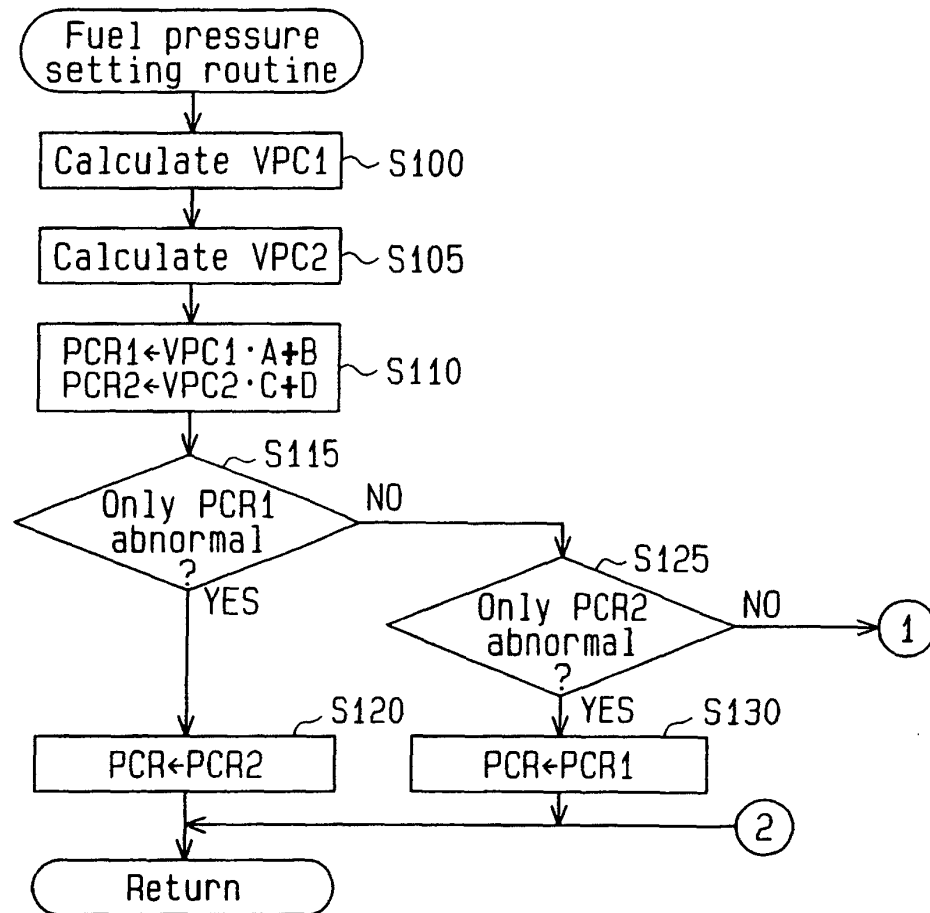 Fuel pressure
setting routine
Calculate VPC1
S100
Calculate VPC2
S105
PCR1←VPC1·A+B
PCR2←VPC2·C+D
S110
S115
Only PCR1
abnormal
?
NO
YES
S125
Only PCR2
abnormal
?
NO
1
YES
S120
PCR←PCR2
S130
PCR←PCR1
2
Return